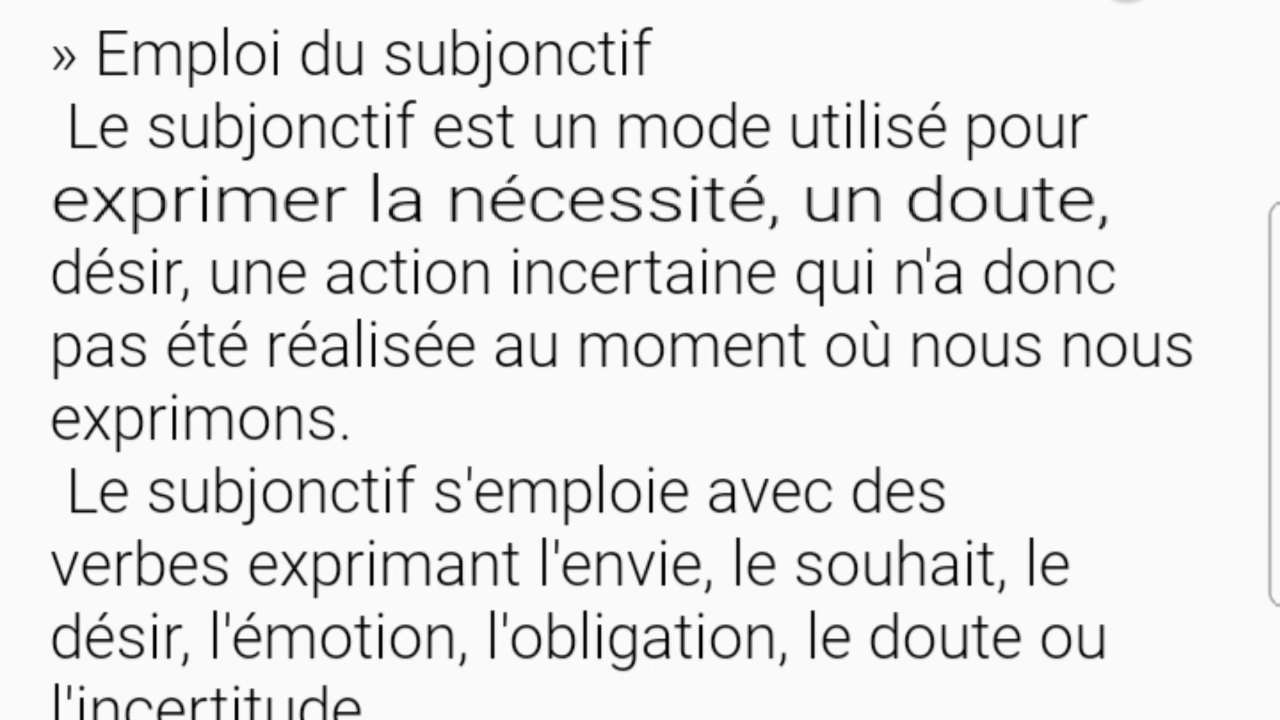 » Emploi du subjonctif
Le subjonctif est un mode utilisé pour
exprimer la nécessité, un doute,
désir, une action incertaine qui n'a donc
pas été réalisée au moment où nous nous
exprimons.
Le subjonctif s'emploie avec des
verbes exprimant l'envie, le souhait, le
désir, l'émotion, l'obligation, le doute ou
l'incertitude